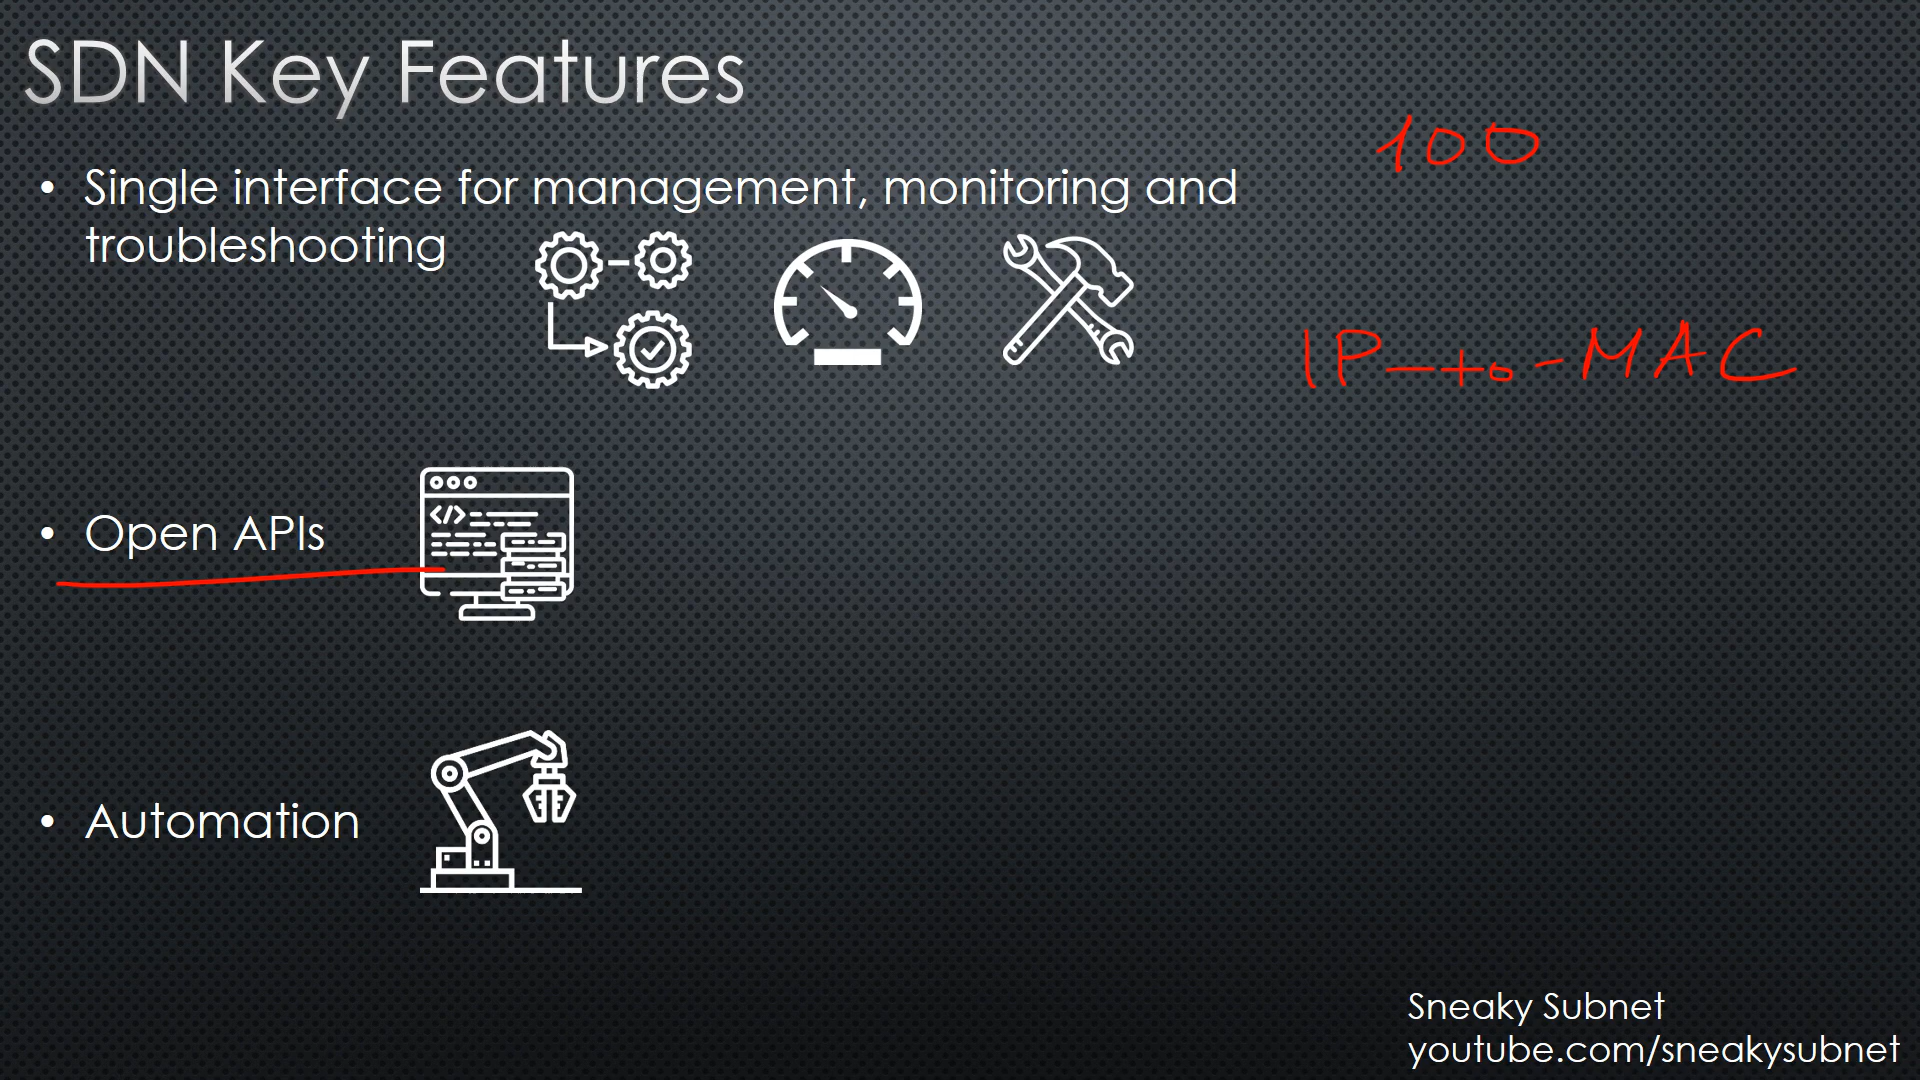 SDN Key Features
100
• Single interface for management, monitoring and
troubleshooting
IP-to-MAC
</>
• Open APIs
• Automation
Sneaky Subnet
youtube.com/sneakysubnet